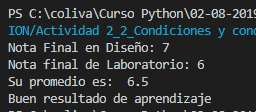 PS C:\coliva\Curso Python\02-08-2019
ION/Actividad 2_2_Condiciones y conc
Nota Final en Diseño: 7
Nota final de Laboratorio: 6
Su promedio es:  6.5
Buen resultado de aprendizaje